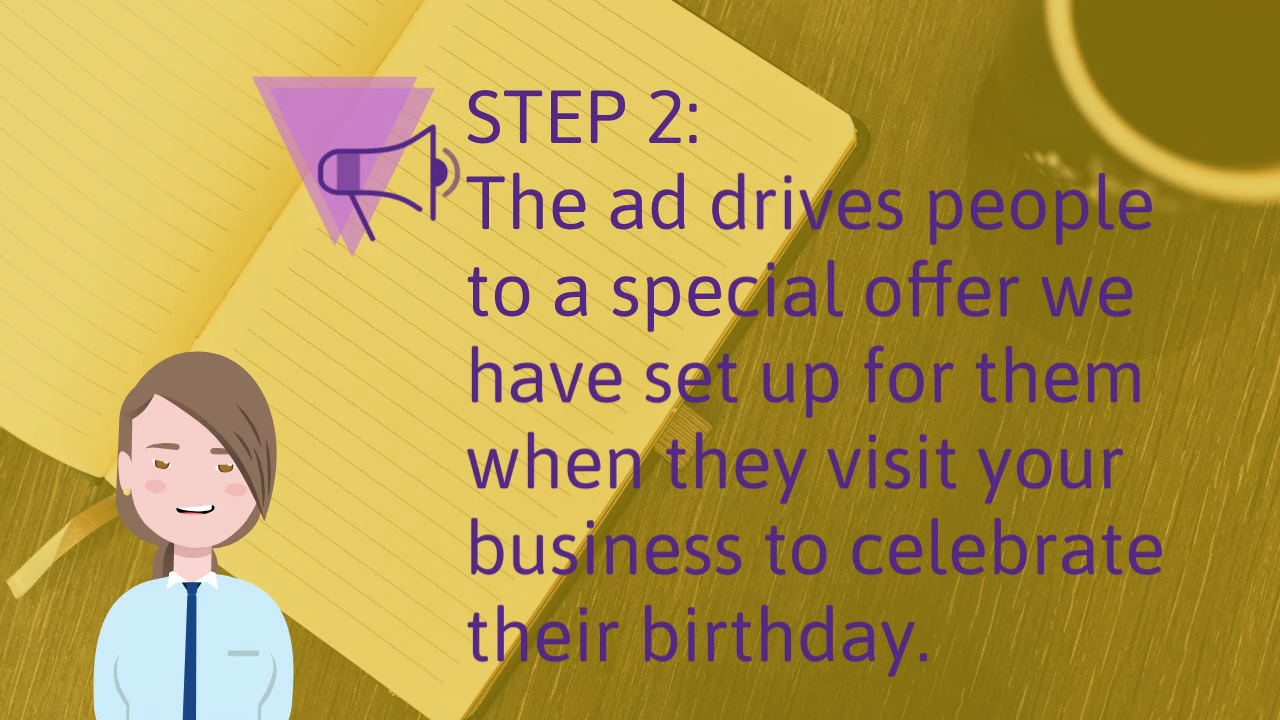 STEP 2:
The ad drives people
to a special offer we
have set up for them
when they visit your
business to celebrate
their birthday.